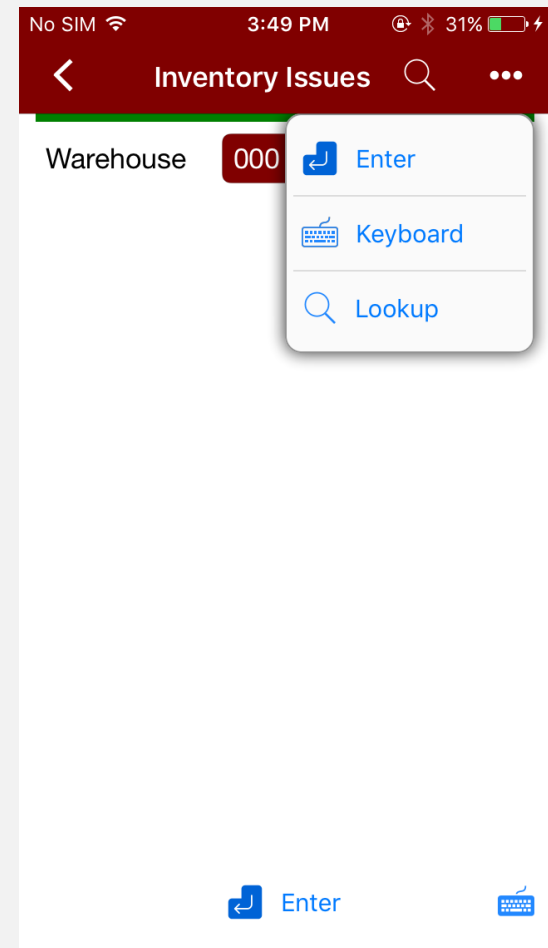 No SIM 3:49 PM 31%
Inventory Issues
Warehouse 000
Enter
Keyboard
Lookup
Enter